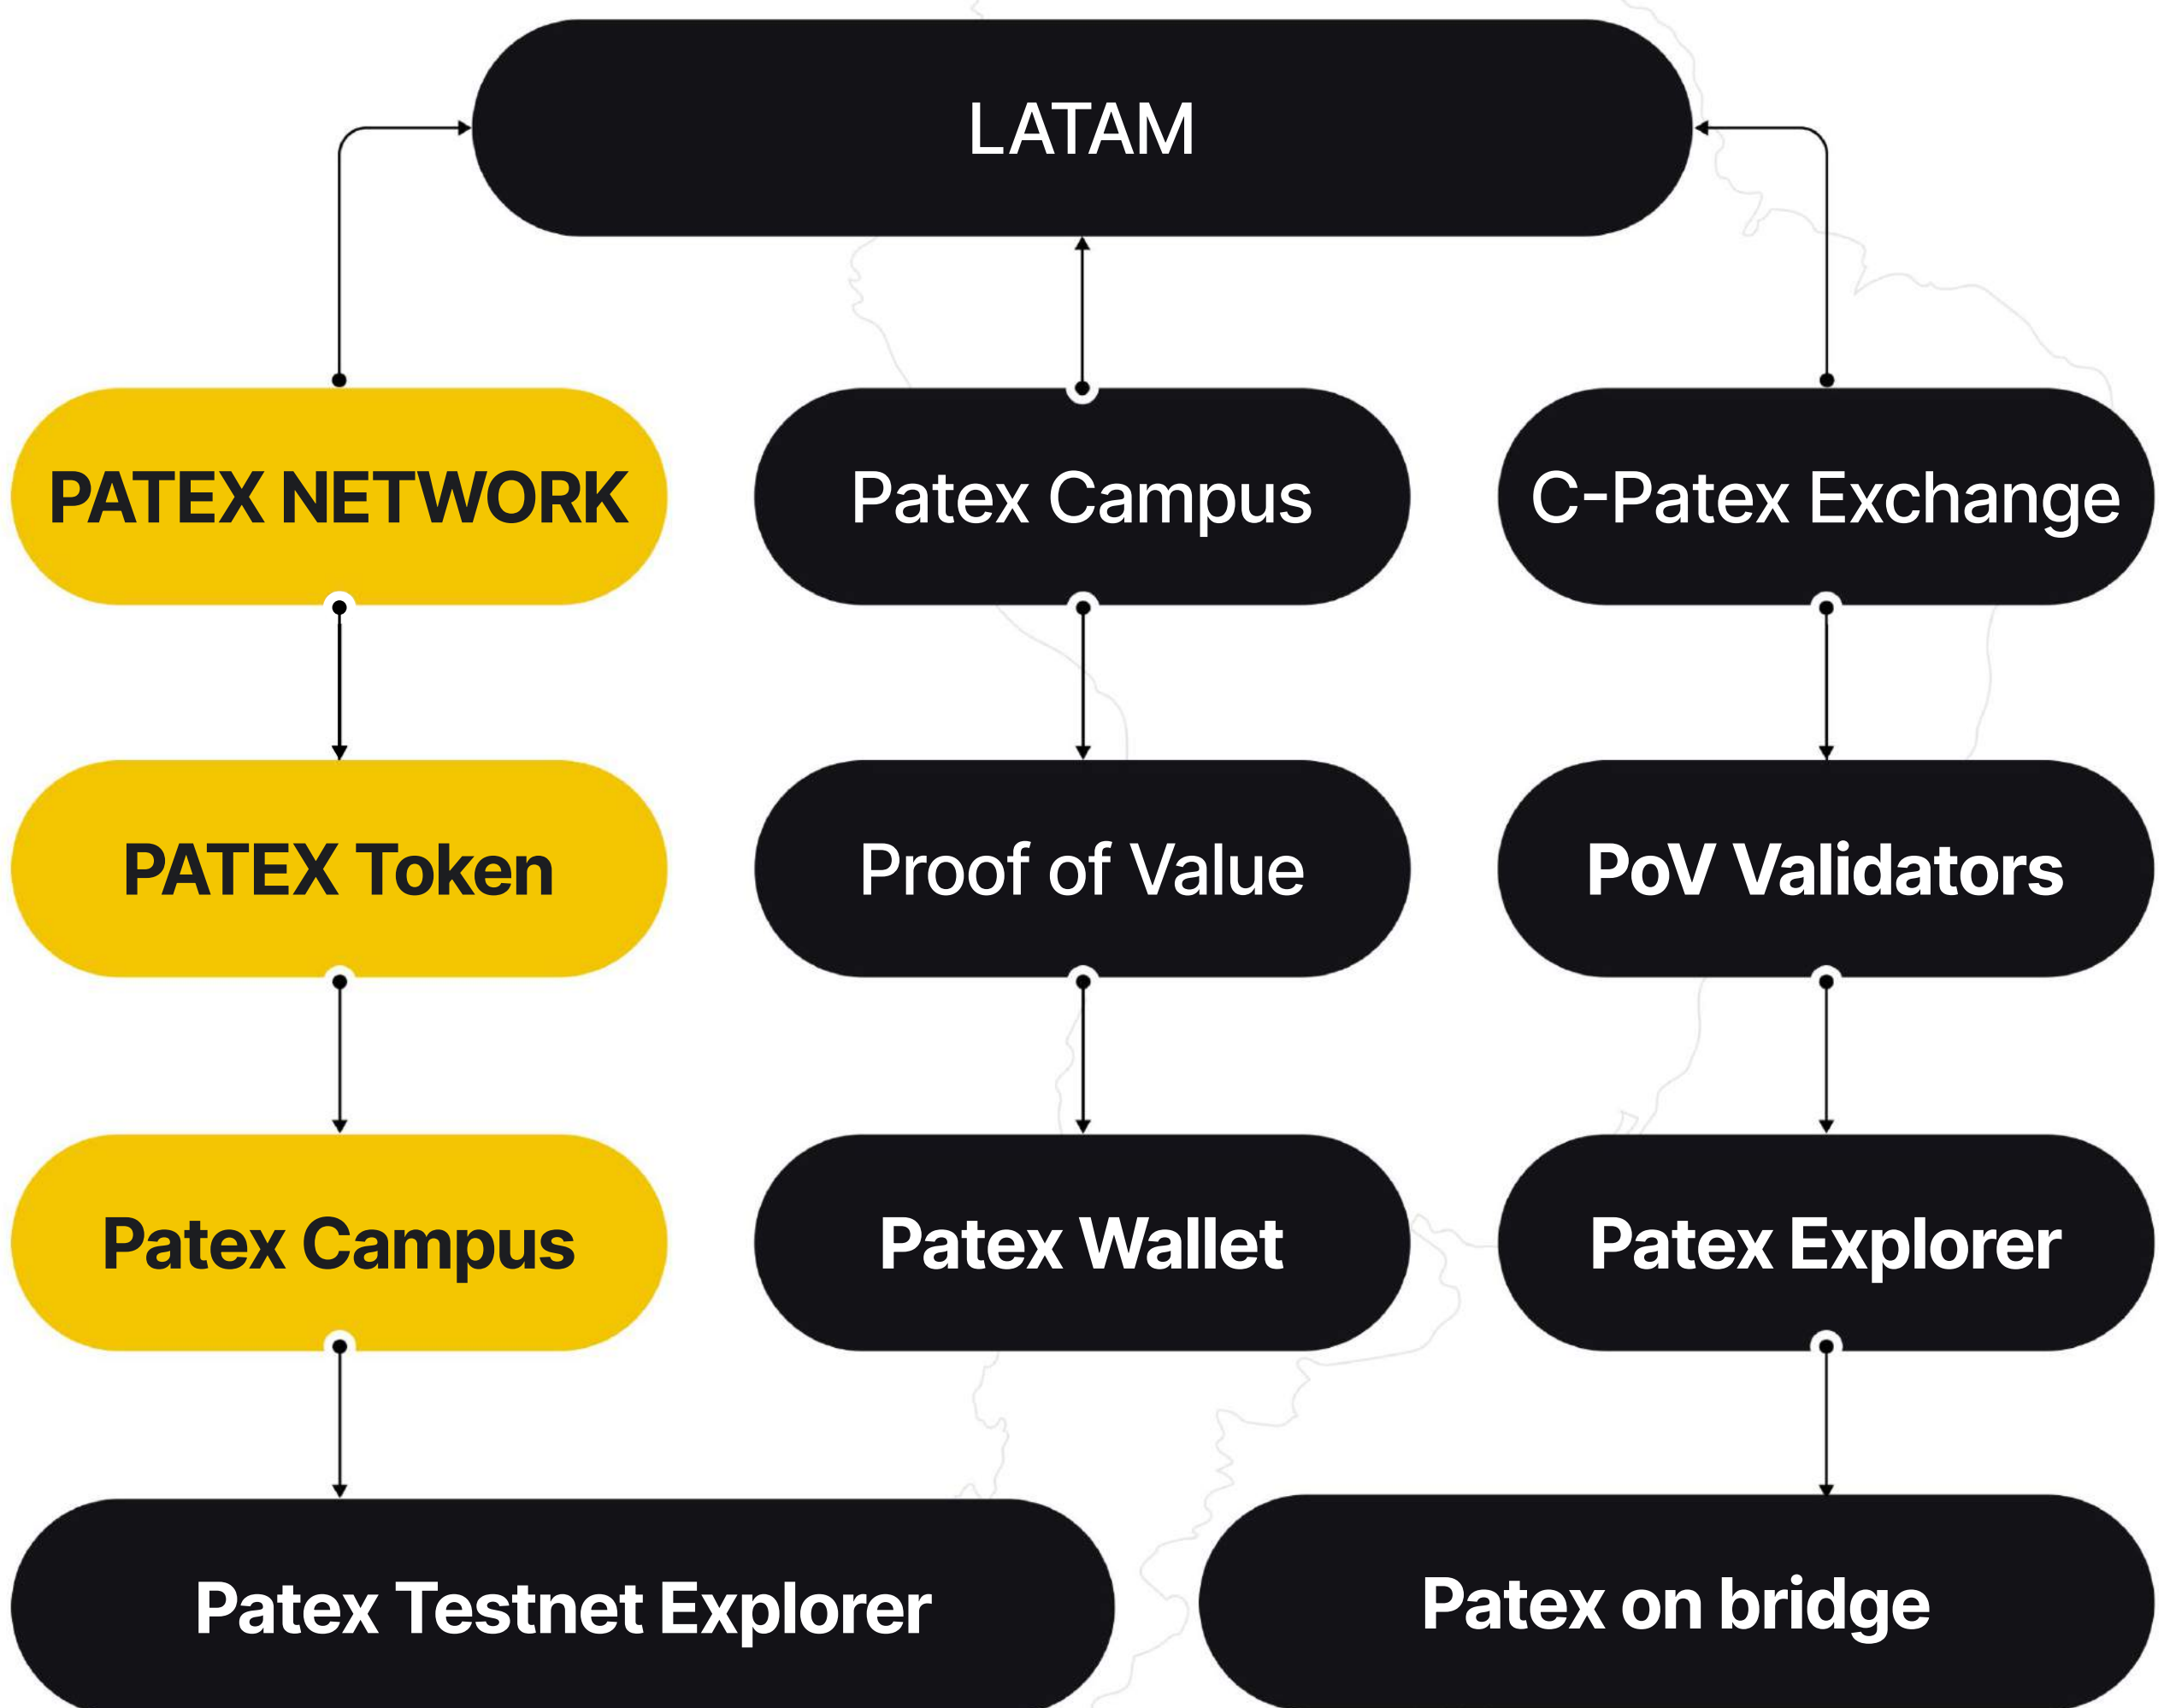 LATAM
PATEX NETWORK
Patex Campus
C-Patex Exchange
PATEX Token
Proof of Value
PoV Validators
Patex Campus
Patex Wallet
Patex Explorer
Patex Testnet Explorer
Patex on bridge